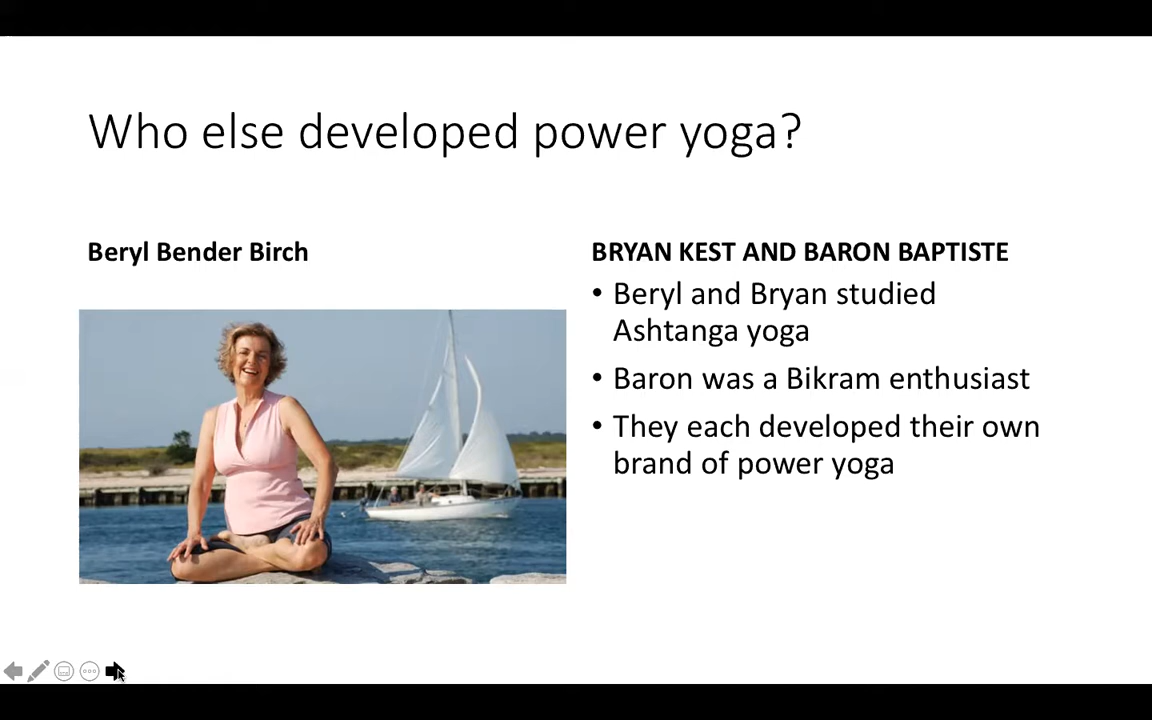 Who else developed power yoga?
Beryl Bender Birch
BRYAN KEST AND BARON BAPTISTE
• Beryl and Bryan studied
Ashtanga yoga
• Baron was a Bikram enthusiast
• They each developed their own
brand of power yoga